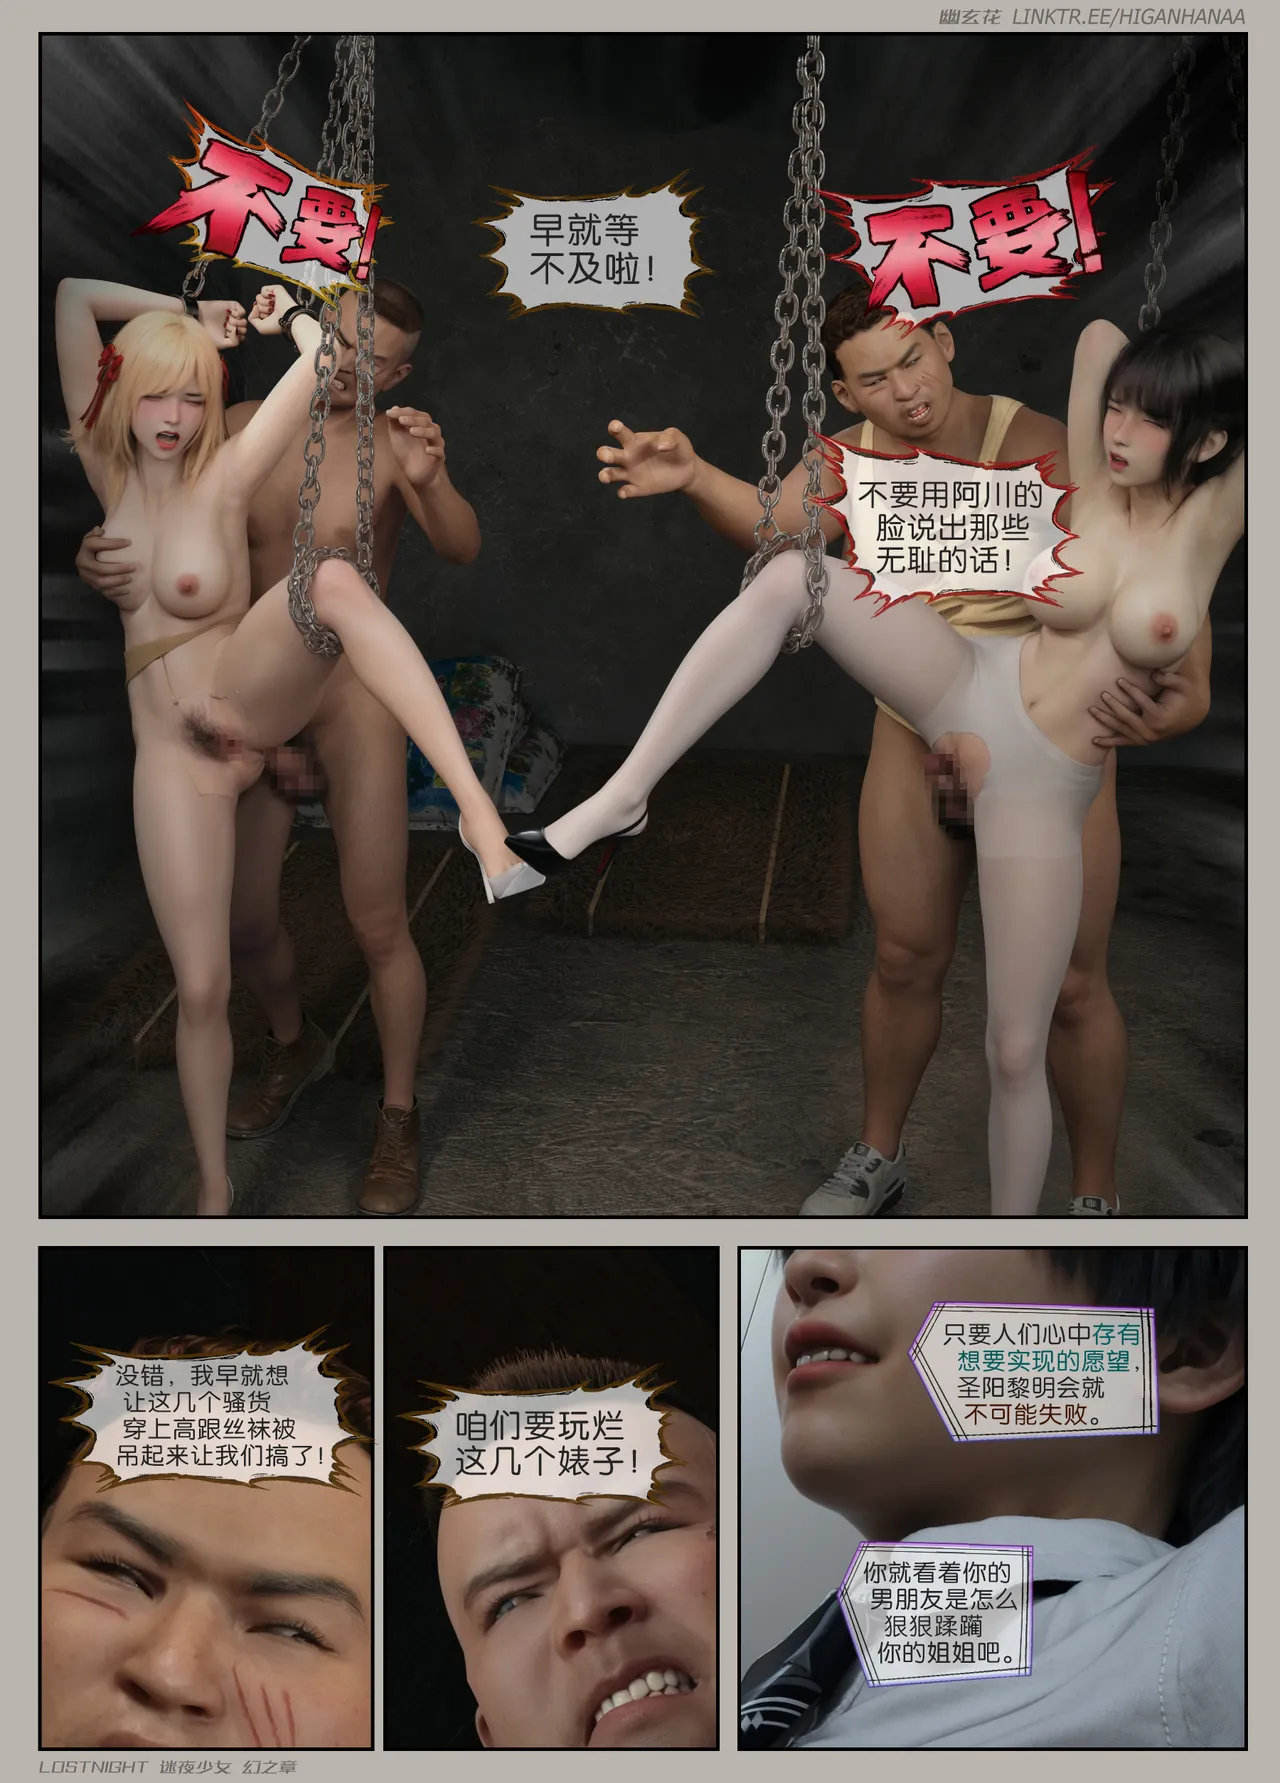 幽玄花 LINKTR.EE/HIGANHANAA
不要!
早就等
不及啦!
不要!
不要用阿川的
脸说出那些
无耻的话!
没错，我早就想
让这几个骚货
穿上高跟丝袜被
吊起来让我们搞了!
咱们要玩烂
这几个婊子!
只要人们心中存有
想要实现的愿望，
圣阳黎明会就
不可能失败。
你就看着你的
男朋友是怎么
狠狠蹂躏
你的姐姐吧。
LOSTNIGHT 迷夜少女 幻之章